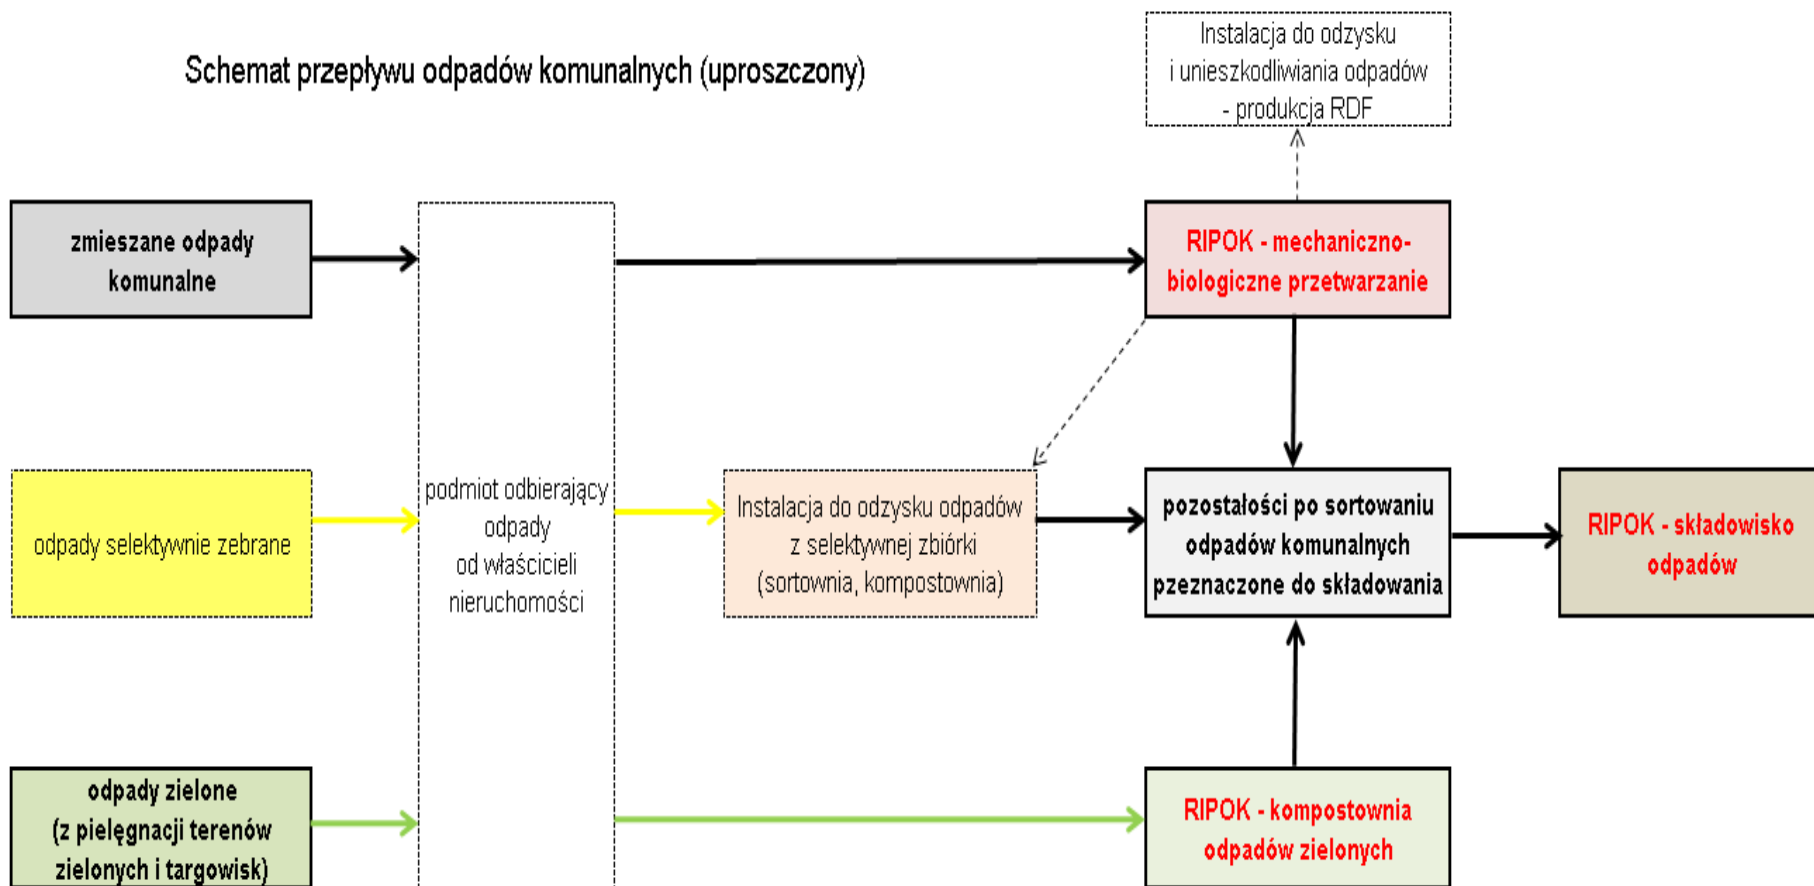 Schemat przepływu odpadów komunalnych (uproszczony)
Instalacja do odzysku
i unieszkodliwiania odpadów
- produkcja RDF
zmieszane odpady
komunalne
RIPOK - mechaniczno-
biologiczne przetwarzanie
odpady selektywnie zebrane
podmiot odbierający
odpady
od właścicieli
nieruchomości
Instalacja do odzysku odpadów
z selektywnej zbiórki
(sortownia, kompostownia)
pozostałości po sortowaniu
odpadów komunalnych
pzeznaczone do składowania
RIPOK - składowisko
odpadów
odpady zielone
(z pielęgnacji terenów
zielonych i targowisk)
RIPOK - kompostownia
odpadów zielonych